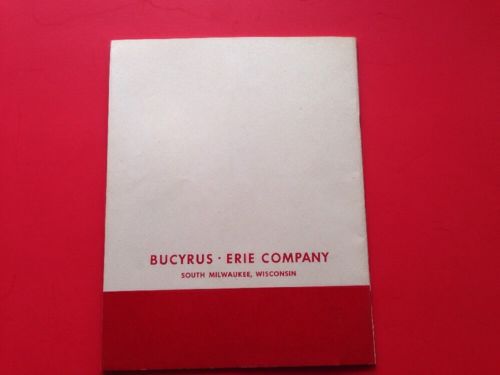 BUCYRUS · ERIE COMPANY
SOUTH MILWAUKEE, WISCONSIN